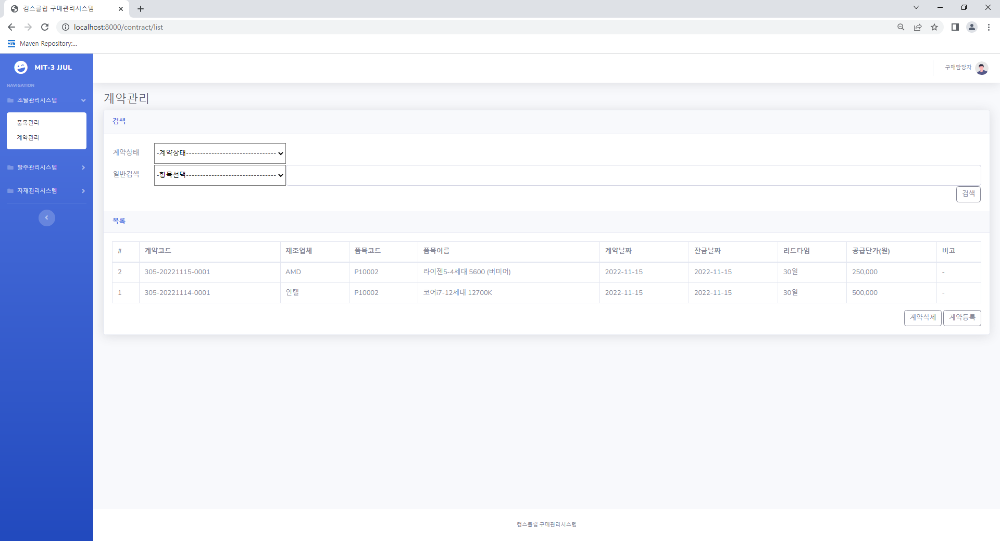 컴스클럽 구매관리시스템
localhost:8000/contract/list
Maven Repository:...
MIT-3 JJUL
구매담당자
NAVIGATION
조달관리시스템
품목관리
계약관리
발주관리시스템
자재관리시스템
계약관리
검색
계약상태 -계약상태--------------------------------
일반검색 -항목선택--------------------------------
검색
목록
# 계약코드 제조업체 품목코드 품목이름 계약날짜 잔금날짜 리드타임 공급단가(원) 비고
2 305-20221115-0001 AMD P10002 라이젠5-4세대 5600 (버미어) 2022-11-15 2022-11-15 30일 250,000 -
1 305-20221114-0001 인텔 P10002 코어i7-12세대 12700K 2022-11-15 2022-11-15 30일 500,000 -
계약삭제 계약등록
컴스클럽 구매관리시스템